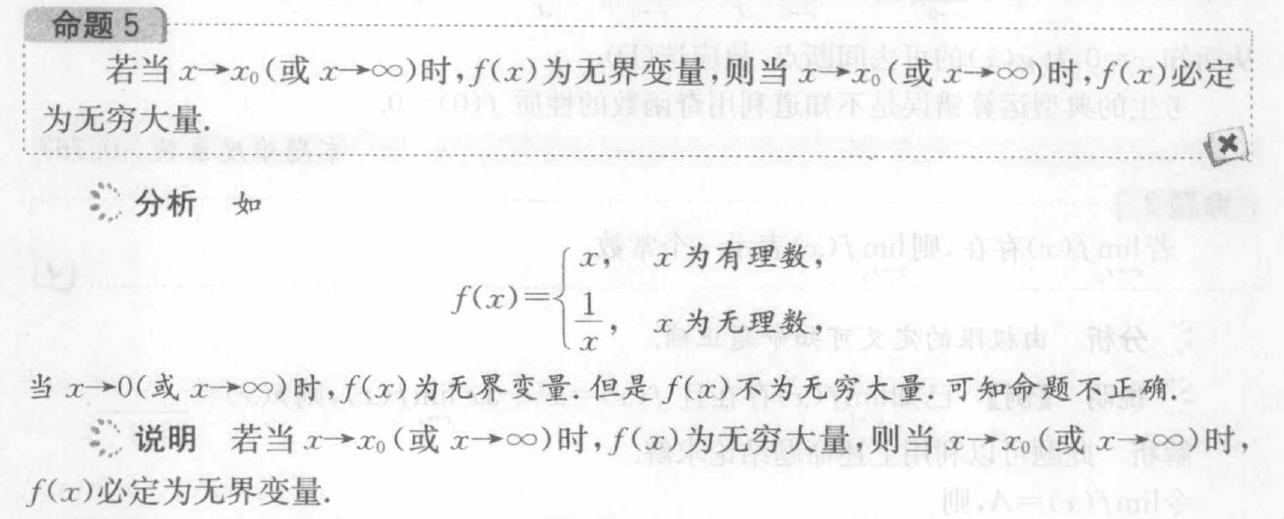 命题 5
若当 x→x₀(或 x→∞)时,f(x)为无界变量,则当 x→x₀(或 x→∞)时,f(x)必定
为无穷大量.
分析 如
f(x)={ x, x 为有理数,
1/x, x 为无理数,
当 x→0(或 x→∞)时,f(x)为无界变量.但是 f(x)不为无穷大量.可知命题不正确.
说明 若当 x→x₀(或 x→∞)时,f(x)为无穷大量,则当 x→x₀(或 x→∞)时,
f(x)必定为无界变量.